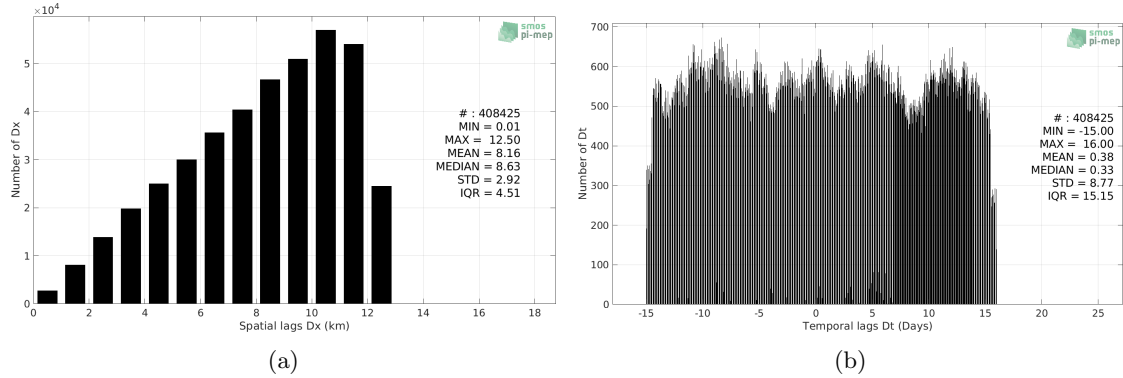 ×10⁴
5
4
3
2
1
0
0 2 4 6 8 10 12 14 16 18
Number of Dx
Spatial lags Dx (km)
smos
pi-mep
# : 408425
MIN = 0.01
MAX = 12.50
MEAN = 8.16
MEDIAN = 8.63
STD = 2.92
IQR = 4.51
(a)
700
600
500
400
300
200
100
0
-15 -10 -5 0 5 10 15 20 25
Number of Dt
Temporal lags Dt (Days)
smos
pi-mep
# : 408425
MIN = -15.00
MAX = 16.00
MEAN = 0.38
MEDIAN = 0.33
STD = 8.77
IQR = 15.15
(b)